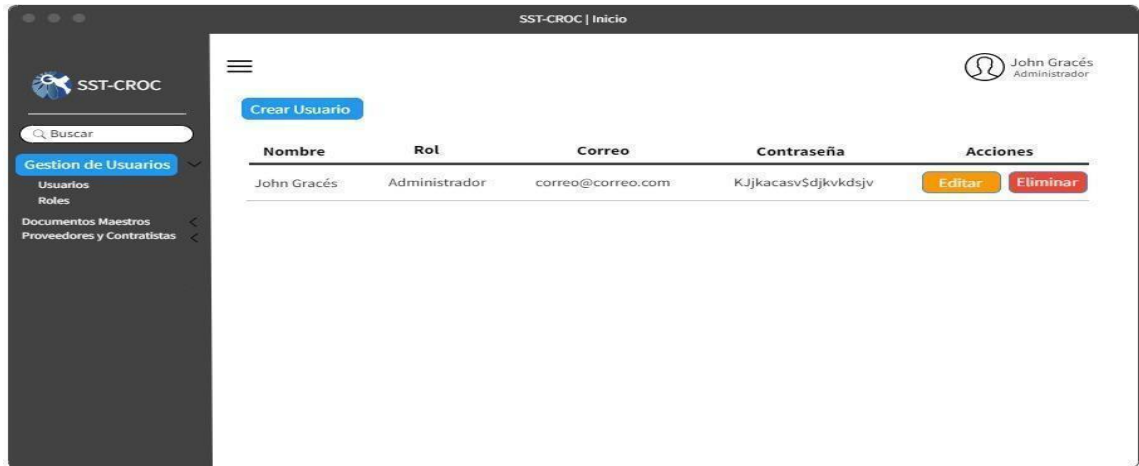 SST-CROC | Inicio
SST-CROC
Buscar
Gestion de Usuarios
Usuarios
Roles
Documentos Maestros
Proveedores y Contratistas
John Gracés
Administrador
Crear Usuario
Nombre Rol Correo Contraseña Acciones
John Gracés Administrador correo@correo.com KJjkacasv$djkvkdsjv Editar Eliminar